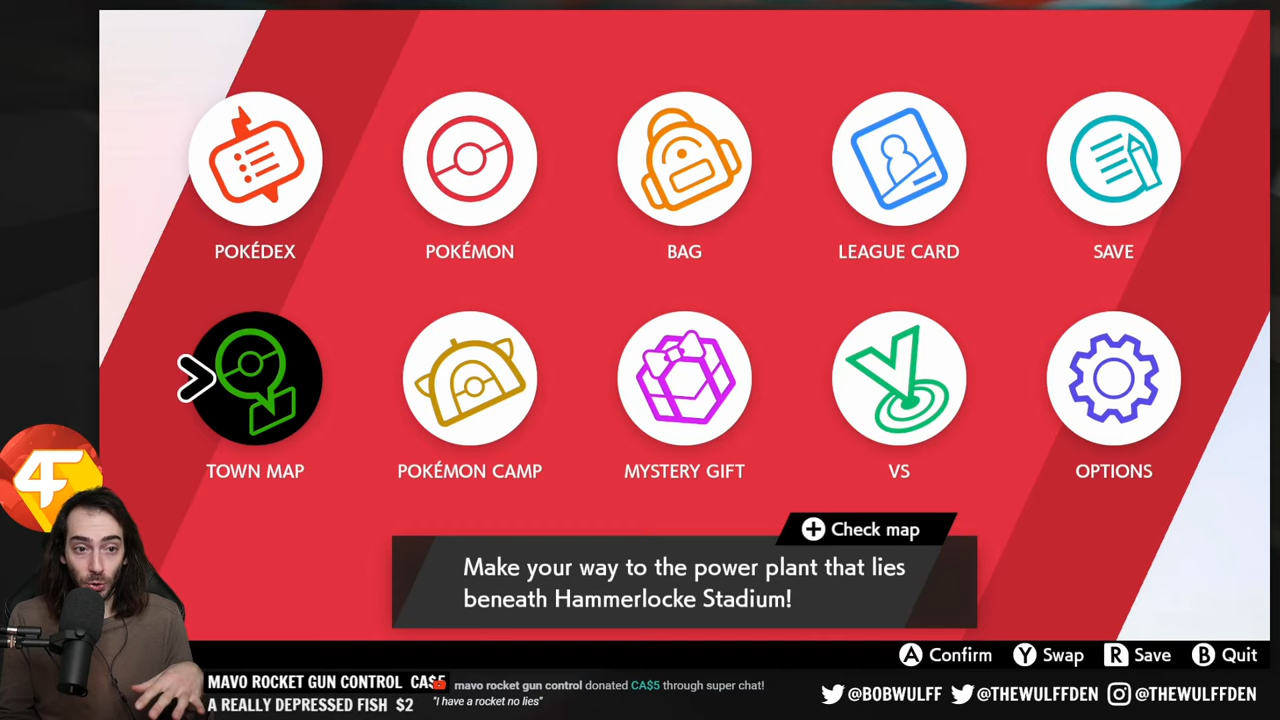 POKÉDEX
POKÉMON
BAG
LEAGUE CARD
SAVE
TOWN MAP
POKÉMON CAMP
MYSTERY GIFT
VS
OPTIONS
+ Check map
Make your way to the power plant that lies
beneath Hammerlocke Stadium!
A Confirm Y Swap R Save B Quit
4F
MAVO ROCKET GUN CONTROL CA$5
mavo rocket gun control donated CA$5 through super chat!
A REALLY DEPRESSED FISH $2
"I have a rocket no lies"
@BOBWULFF @THEWULFFDEN @THEWULFFDEN